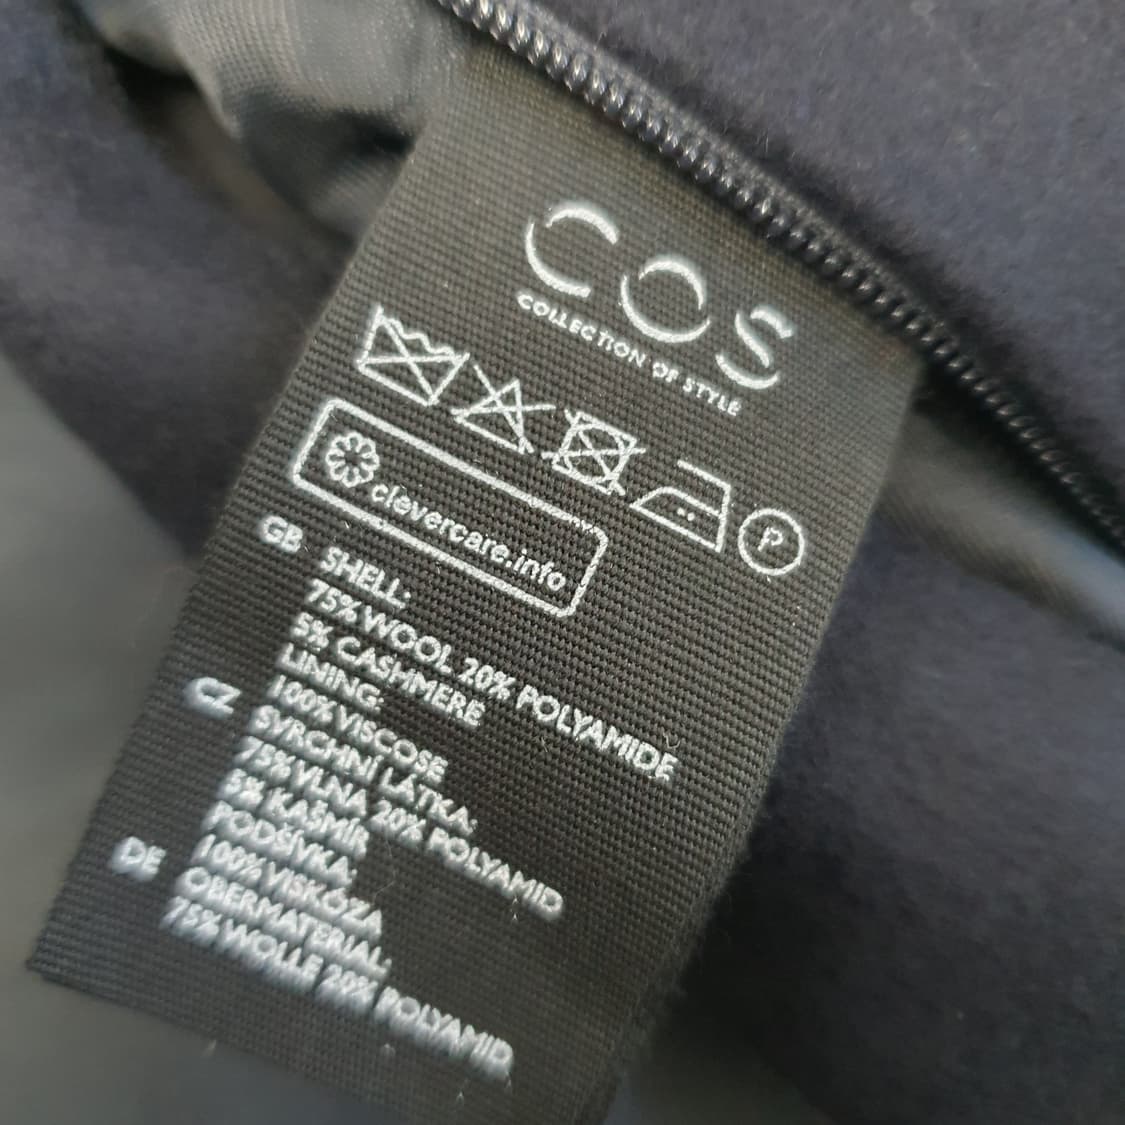 COS
COLLECTION OF STYLE
P
clevercare.info
GB SHELL:
75% WOOL 20% POLYAMIDE
5% CASHMERE
LINING:
100% VISCOSE
CZ SVRCHNÍ LÁTKA:
75% VLNA 20% POLYAMID
5% KAŠMÍR
PODŠÍVKA:
100% VISKÓZA
DE OBERMATERIAL:
75% WOLLE 20% POLYAMID